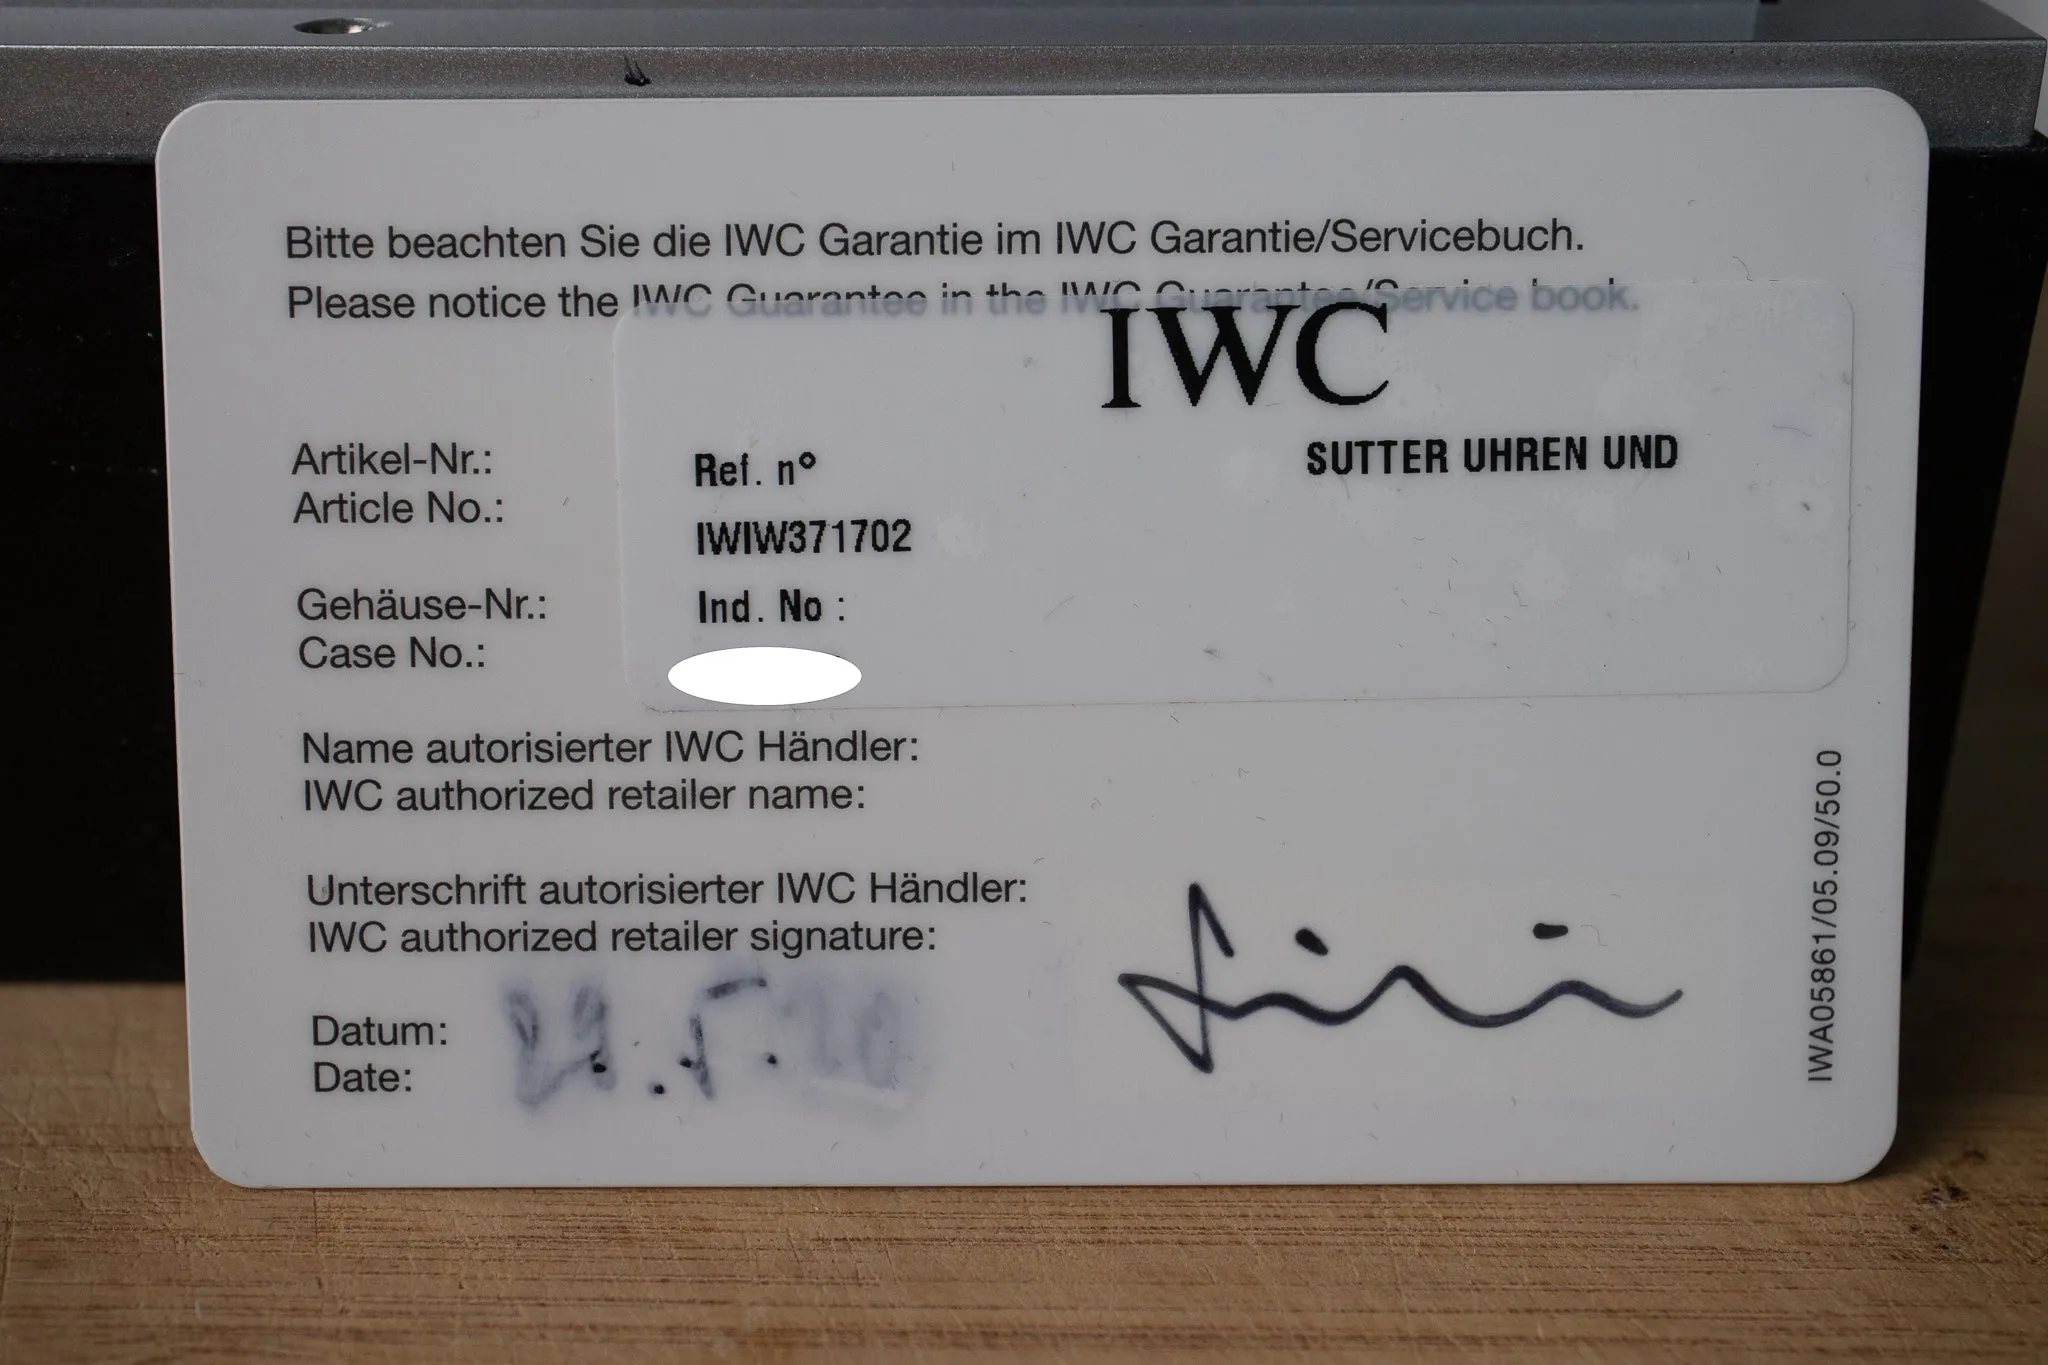 Bitte beachten Sie die IWC Garantie im IWC Garantie/Servicebuch.
Please notice the IWC Guarantee in the IWC Guarantee/Service book.
IWC
SUTTER UHREN UND
Artikel-Nr.:
Article No.:
Ref. nº
IWIW371702
Gehäuse-Nr.:
Case No.:
Ind. No :
Name autorisierter IWC Händler:
IWC authorized retailer name:
Unterschrift autorisierter IWC Händler:
IWC authorized retailer signature:
Datum:
Date:
IWA05861/05.09/50.0